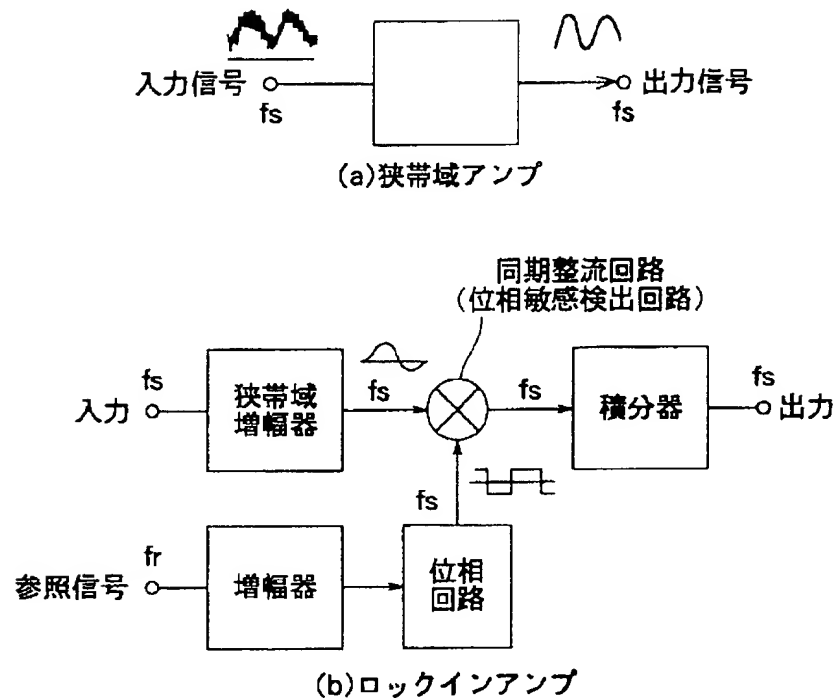 入力信号
fs
出力信号
fs
(a)狭帯域アンプ
同期整流回路
(位相敏感検出回路)
fs
入力
狭帯域
増幅器
fs
fs
積分器
fs
出力
fs
fr
参照信号
増幅器
位相
回路
(b)ロックインアンプ